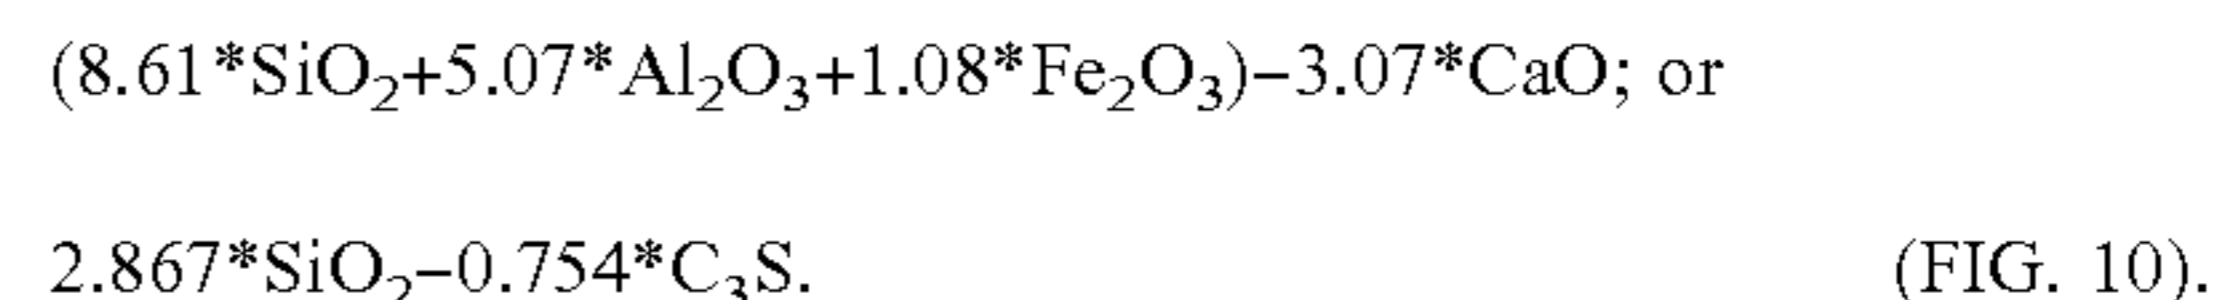 (8.61*SiO₂+5.07*Al₂O₃+1.08*Fe₂O₃)−3.07*CaO; or
2.867*SiO₂−0.754*C₃S. (FIG. 10).